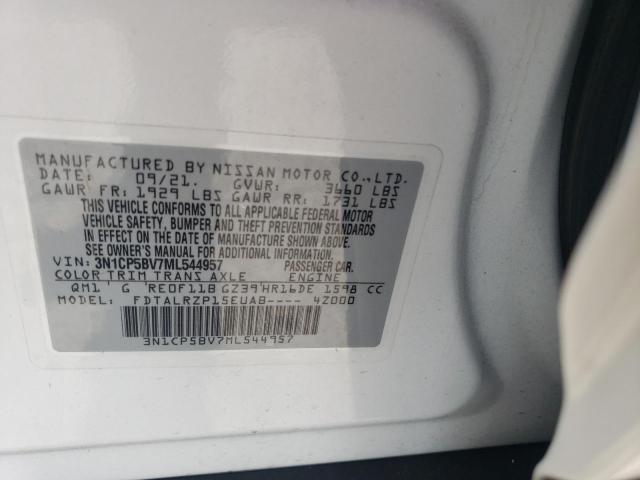 MANUFACTURED BY NISSAN MOTOR CO., LTD.
DATE: 09/21. GVWR: 3660 LBS
GAWR FR: 1929 LBS GAWR RR: 1731 LBS
THIS VEHICLE CONFORMS TO ALL APPLICABLE FEDERAL MOTOR
VEHICLE SAFETY, BUMPER AND THEFT PREVENTION STANDARDS
IN EFFECT ON THE DATE OF MANUFACTURE SHOWN ABOVE.
SEE OWNER'S MANUAL FOR ADDITIONAL INFORMATION.
VIN: 3N1CP5BV7ML544957 PASSENGER CAR.
COLOR TRIM TRANS AXLE ENGINE
QM1 G RE0F11B GZ39 HR16DE 1598 CC
MODEL: FDTALRZP15EUAB---- 4Z000
3N1CP5BV7ML544957